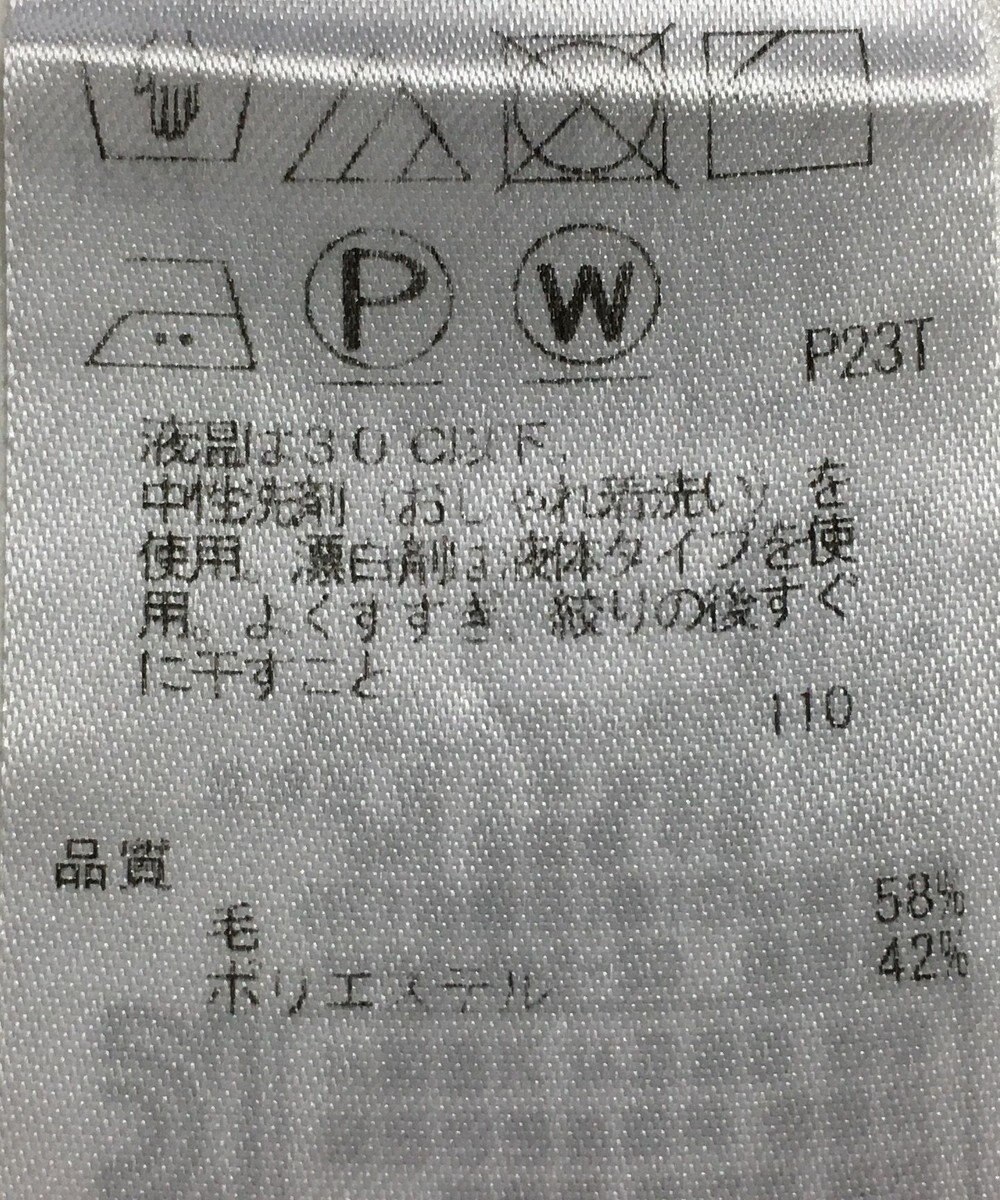 P
W
P23T
液温は30℃以下、
中性洗剤(おしゃれ着洗い)を
使用。漂白剤は液体タイプを使
用。よくすすぎ、絞りの後すぐ
に干すこと
110
品質
毛 58%
ポリエステル 42%